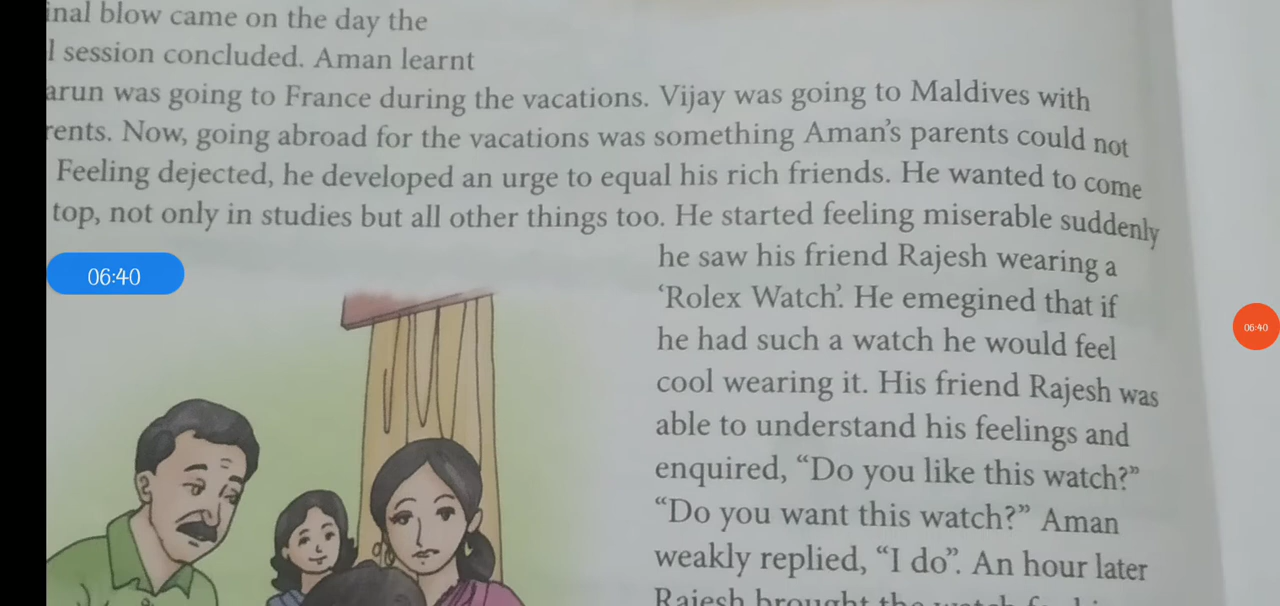 inal blow came on the day the
l session concluded. Aman learnt
arun was going to France during the vacations. Vijay was going to Maldives with
rents. Now, going abroad for the vacations was something Aman's parents could not
Feeling dejected, he developed an urge to equal his rich friends. He wanted to come
top, not only in studies but all other things too. He started feeling miserable suddenly
he saw his friend Rajesh wearing a
06:40
'Rolex Watch'. He emegined that if
06:40
he had such a watch he would feel
cool wearing it. His friend Rajesh was
able to understand his feelings and
enquired, “Do you like this watch?”
“Do you want this watch?” Aman
weakly replied, “I do”. An hour later
Rajesh brought the watch